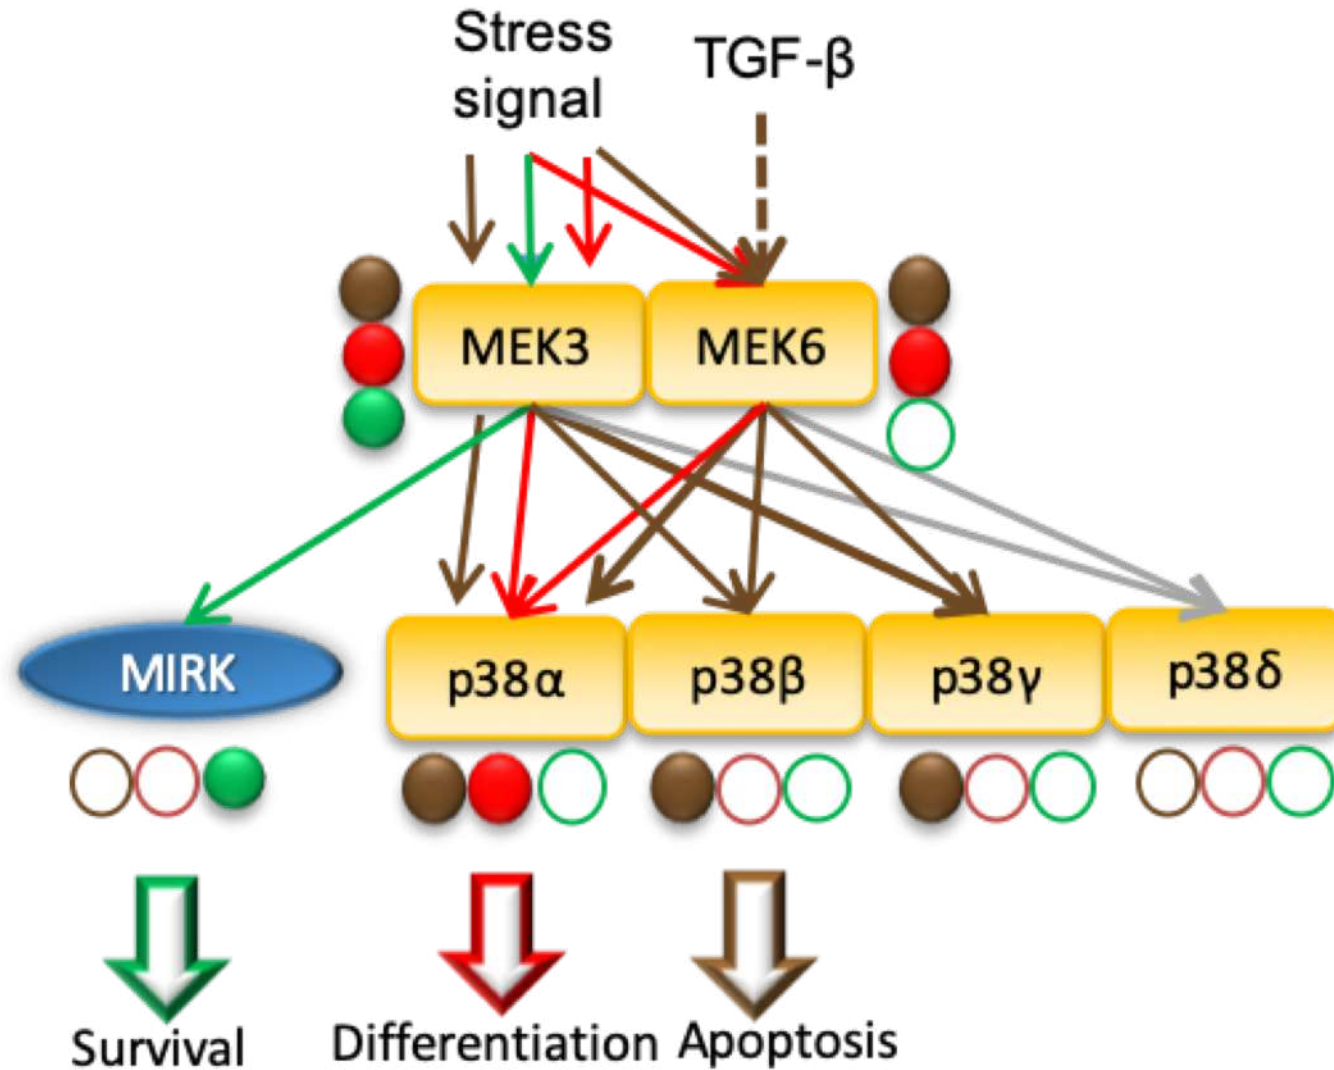 Stress
signal
TGF-β
MEK3
MEK6
MIRK
p38α
p38β
p38γ
p38δ
Survival
Differentiation
Apoptosis